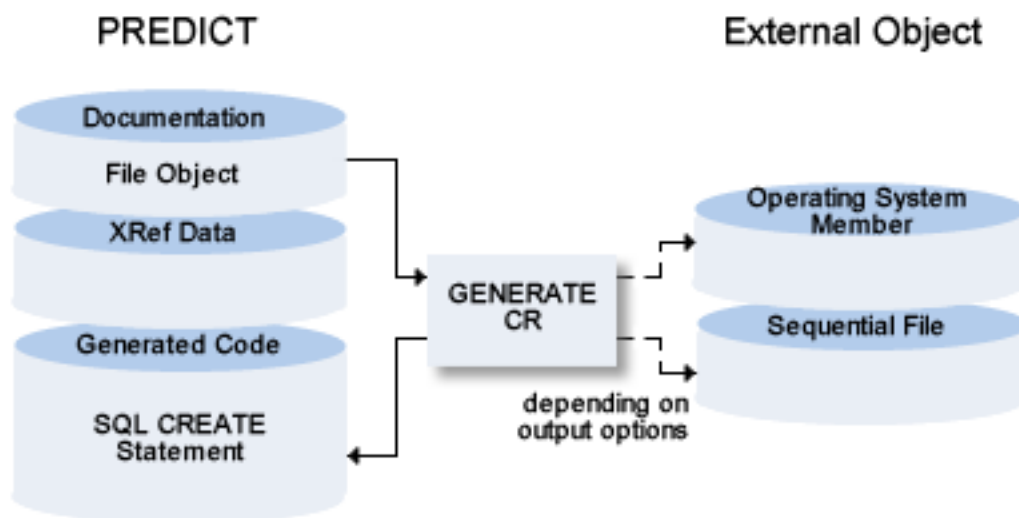 PREDICT
External Object
Documentation
File Object
XRef Data
Generated Code
SQL CREATE
Statement
GENERATE
CR
depending on
output options
Operating System
Member
Sequential File